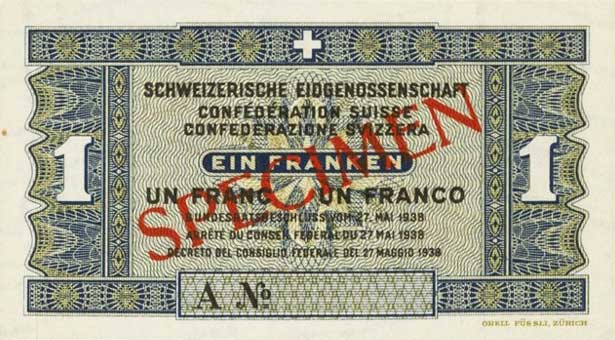 SCHWEIZERISCHE EIDGENOSSENSCHAFT
CONFÉDÉRATION SUISSE
CONFEDERAZIONE SVIZZERA
1 EIN FRANKEN 1
UN FRANC UN FRANCO
BUNDESRATSBESCHLUSS VOM 27. MAI 1938
ARRÊTÉ DU CONSEIL FÉDÉRAL DU 27 MAI 1938
DECRETO DEL CONSIGLIO FEDERALE DEL 27 MAGGIO 1938
SPECIMEN
A №
ORELL FÜSSLI, ZÜRICH